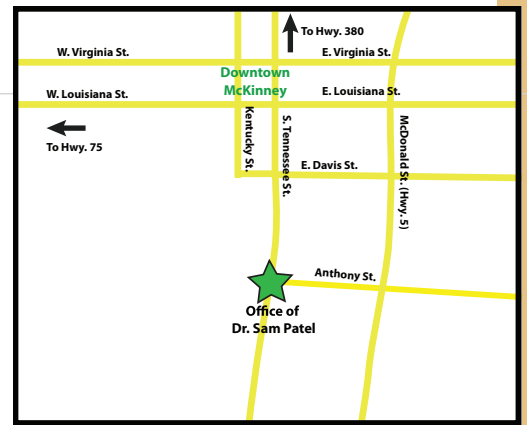 To Hwy. 380
W. Virginia St.
E. Virginia St.
Downtown
McKinney
W. Louisiana St.
E. Louisiana St.
To Hwy. 75
Kentucky St.
S. Tennessee St.
McDonald St. (Hwy. 5)
E. Davis St.
Anthony St.
Office of
Dr. Sam Patel